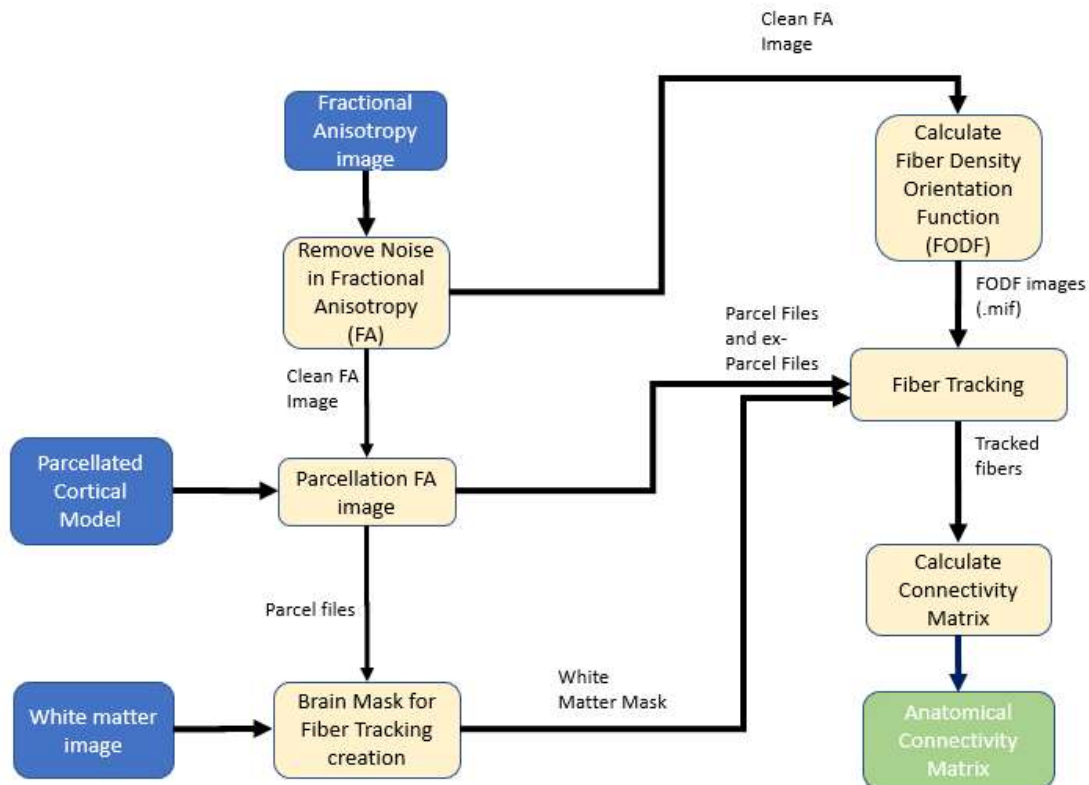 Clean FA
Image
Fractional
Anisotropy
image
Calculate
Fiber Density
Orientation
Function
(FODF)
Remove Noise
in Fractional
Anisotropy
(FA)
FODF images
(.mif)
Parcel Files
and ex-
Parcel Files
Clean FA
Image
Fiber Tracking
Parcellated
Cortical
Model
Parcellation FA
image
Tracked
fibers
Calculate
Connectivity
Matrix
Parcel files
White matter
image
Brain Mask for
Fiber Tracking
creation
White
Matter Mask
Anatomical
Connectivity
Matrix